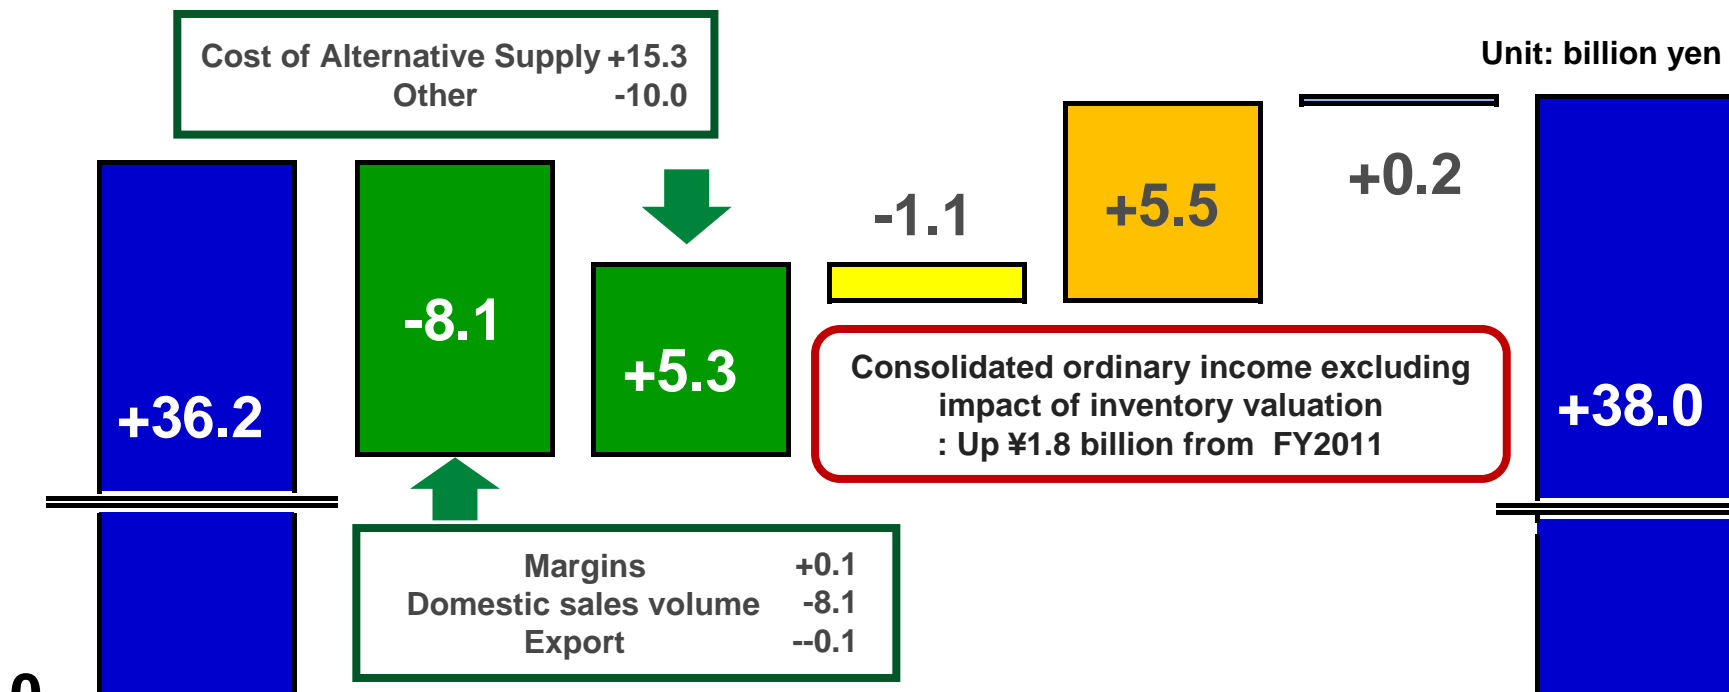 Cost of Alternative Supply +15.3
Other -10.0
Unit: billion yen
+36.2
-8.1
+5.3
-1.1
+5.5
+0.2
+38.0
Consolidated ordinary income excluding
impact of inventory valuation
: Up ¥1.8 billion from FY2011
Margins +0.1
Domestic sales volume -8.1
Export --0.1
0